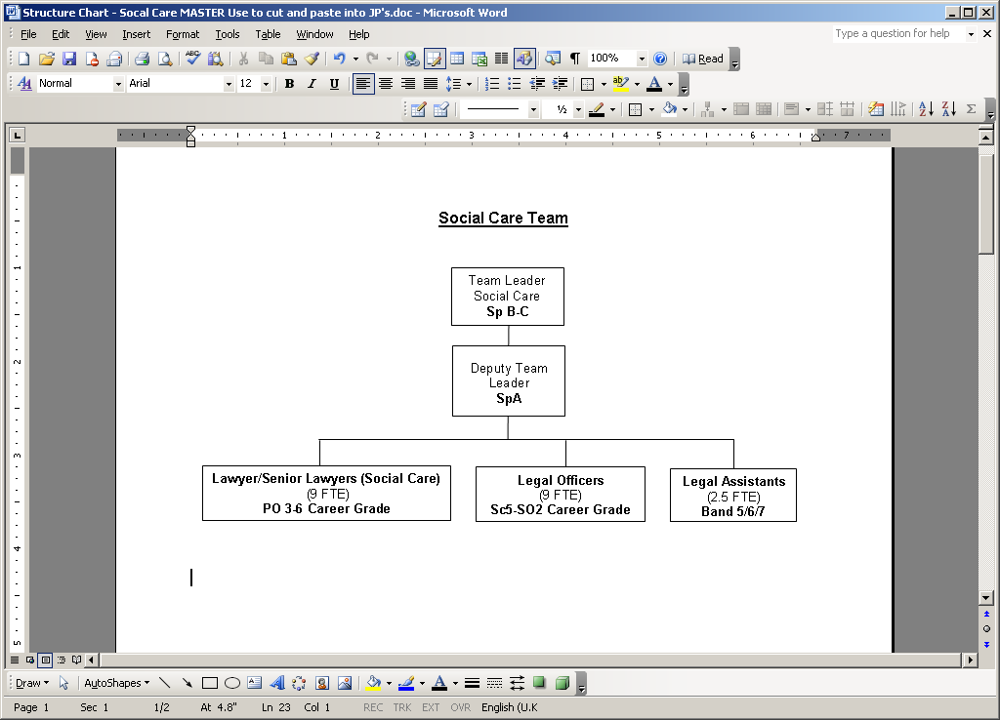 Structure Chart - Socal Care MASTER Use to cut and paste into JP's.doc - Microsoft Word
File Edit View Insert Format Tools Table Window Help
Type a question for help
100%
Read
Normal Arial 12 B I U
½
1 2 3 4 5 6 7
Social Care Team
Team Leader
Social Care
Sp B-C
1
Deputy Team
Leader
SpA
2
Lawyer/Senior Lawyers (Social Care)
(9 FTE)
PO 3-6 Career Grade
Legal Officers
(9 FTE)
Sc5-SO2 Career Grade
Legal Assistants
(2.5 FTE)
Band 5/6/7
3
4
5
Draw AutoShapes
Page 1 Sec 1 1/2 At 4.8" Ln 23 Col 1 REC TRK EXT OVR English (U.K